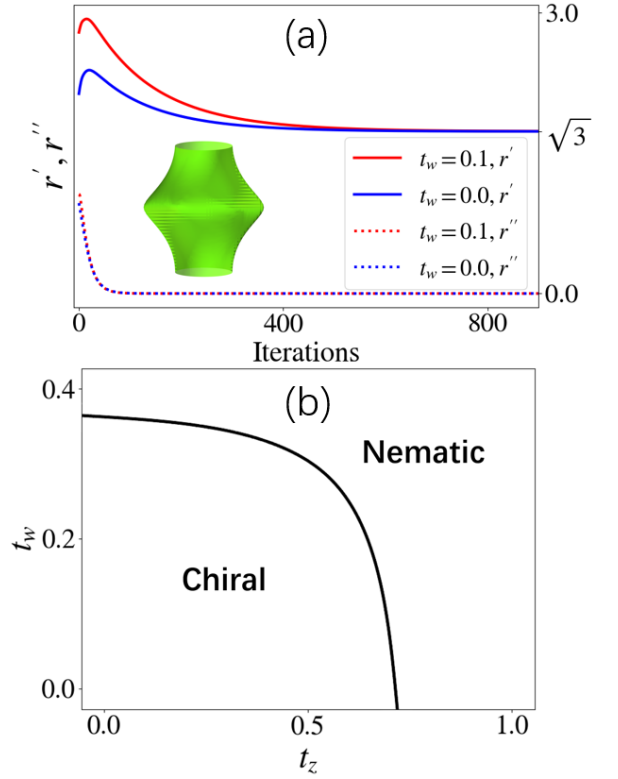 (a)
3.0
√3
0.0
r′, r″
t_w = 0.1, r′
t_w = 0.0, r′
t_w = 0.1, r″
t_w = 0.0, r″
0 400 800
Iterations
(b)
0.4
0.2
0.0
t_w
Nematic
Chiral
0.0 0.5 1.0
t_z